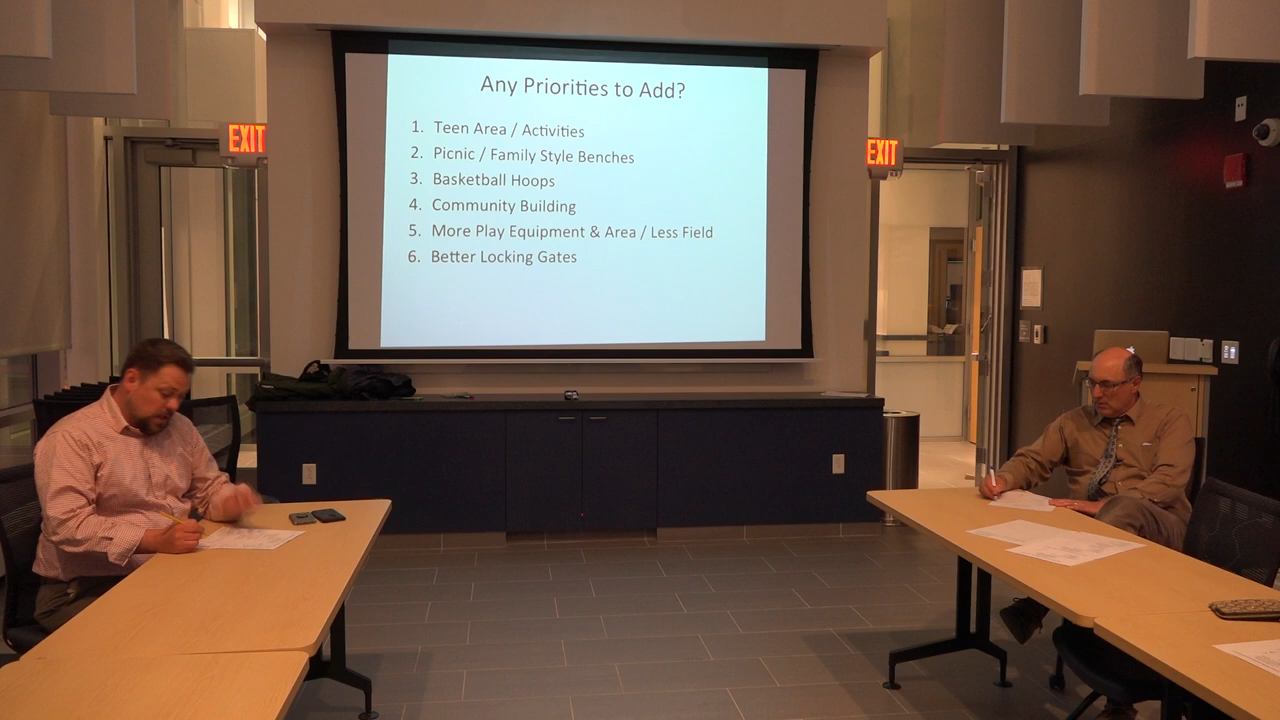 Any Priorities to Add?
1. Teen Area / Activities
2. Picnic / Family Style Benches
3. Basketball Hoops
4. Community Building
5. More Play Equipment & Area / Less Field
6. Better Locking Gates
EXIT
EXIT